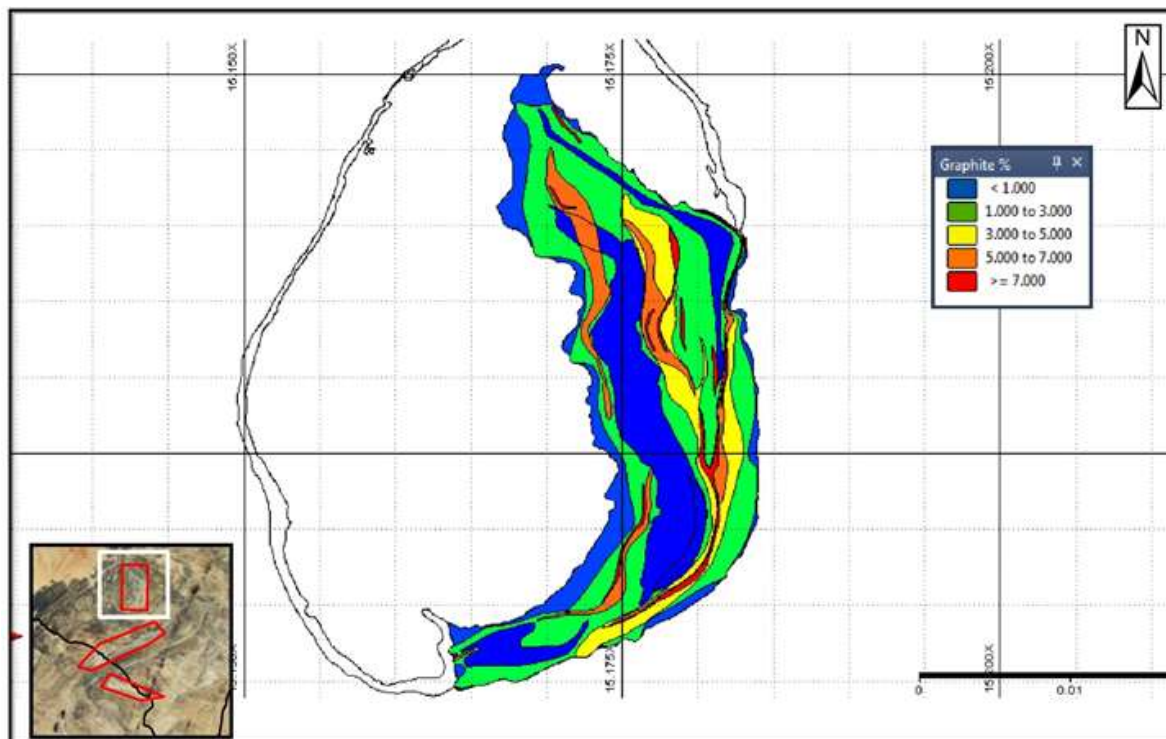 15.150X
15.175X
15.200X
N
Graphite %
< 1.000
1.000 to 3.000
3.000 to 5.000
5.000 to 7.000
>= 7.000
15.175X
15.200X
0
0.01